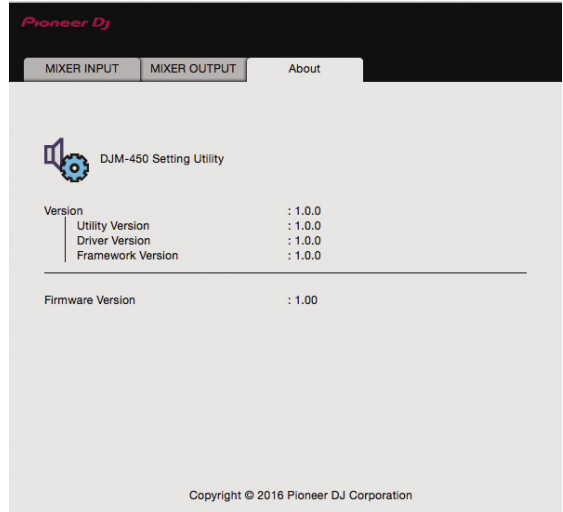 Pioneer Dj
MIXER INPUT MIXER OUTPUT About
DJM-450 Setting Utility
Version : 1.0.0
Utility Version : 1.0.0
Driver Version : 1.0.0
Framework Version : 1.0.0
Firmware Version : 1.00
Copyright © 2016 Pioneer DJ Corporation